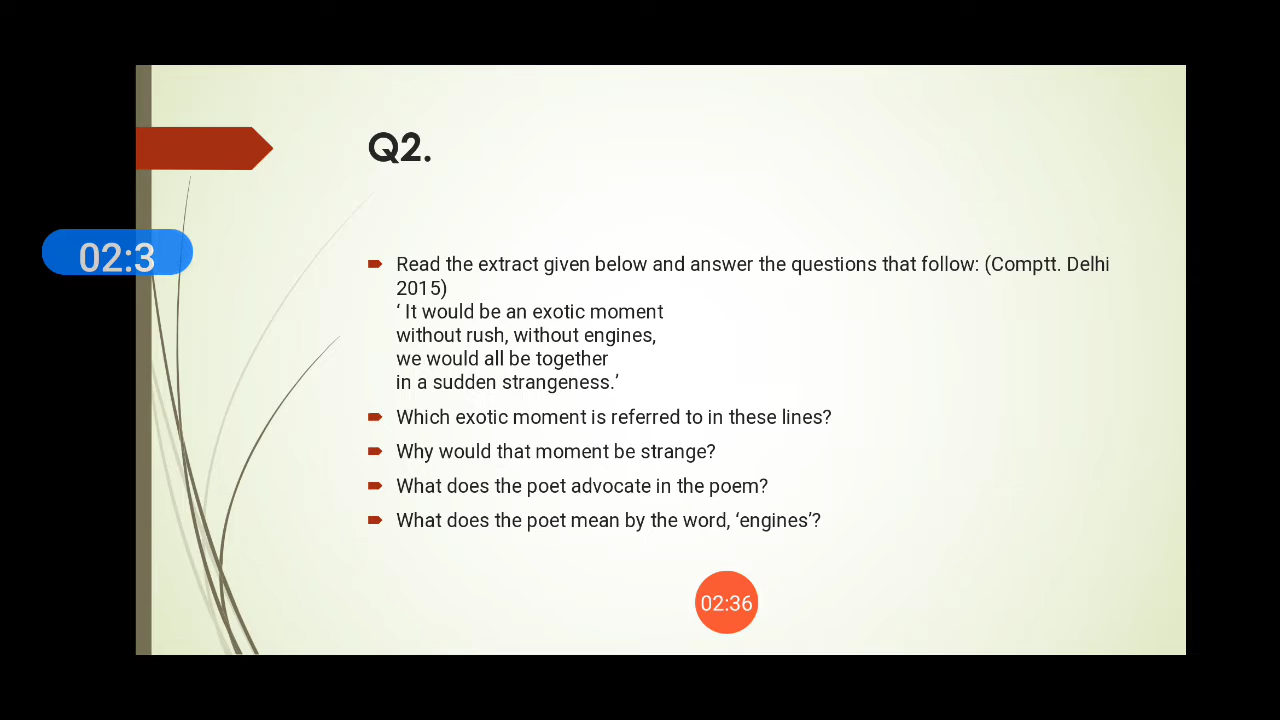 Q2.
02:3
Read the extract given below and answer the questions that follow: (Comptt. Delhi
2015)
‘ It would be an exotic moment
without rush, without engines,
we would all be together
in a sudden strangeness.’
Which exotic moment is referred to in these lines?
Why would that moment be strange?
What does the poet advocate in the poem?
What does the poet mean by the word, ‘engines’?
02:36